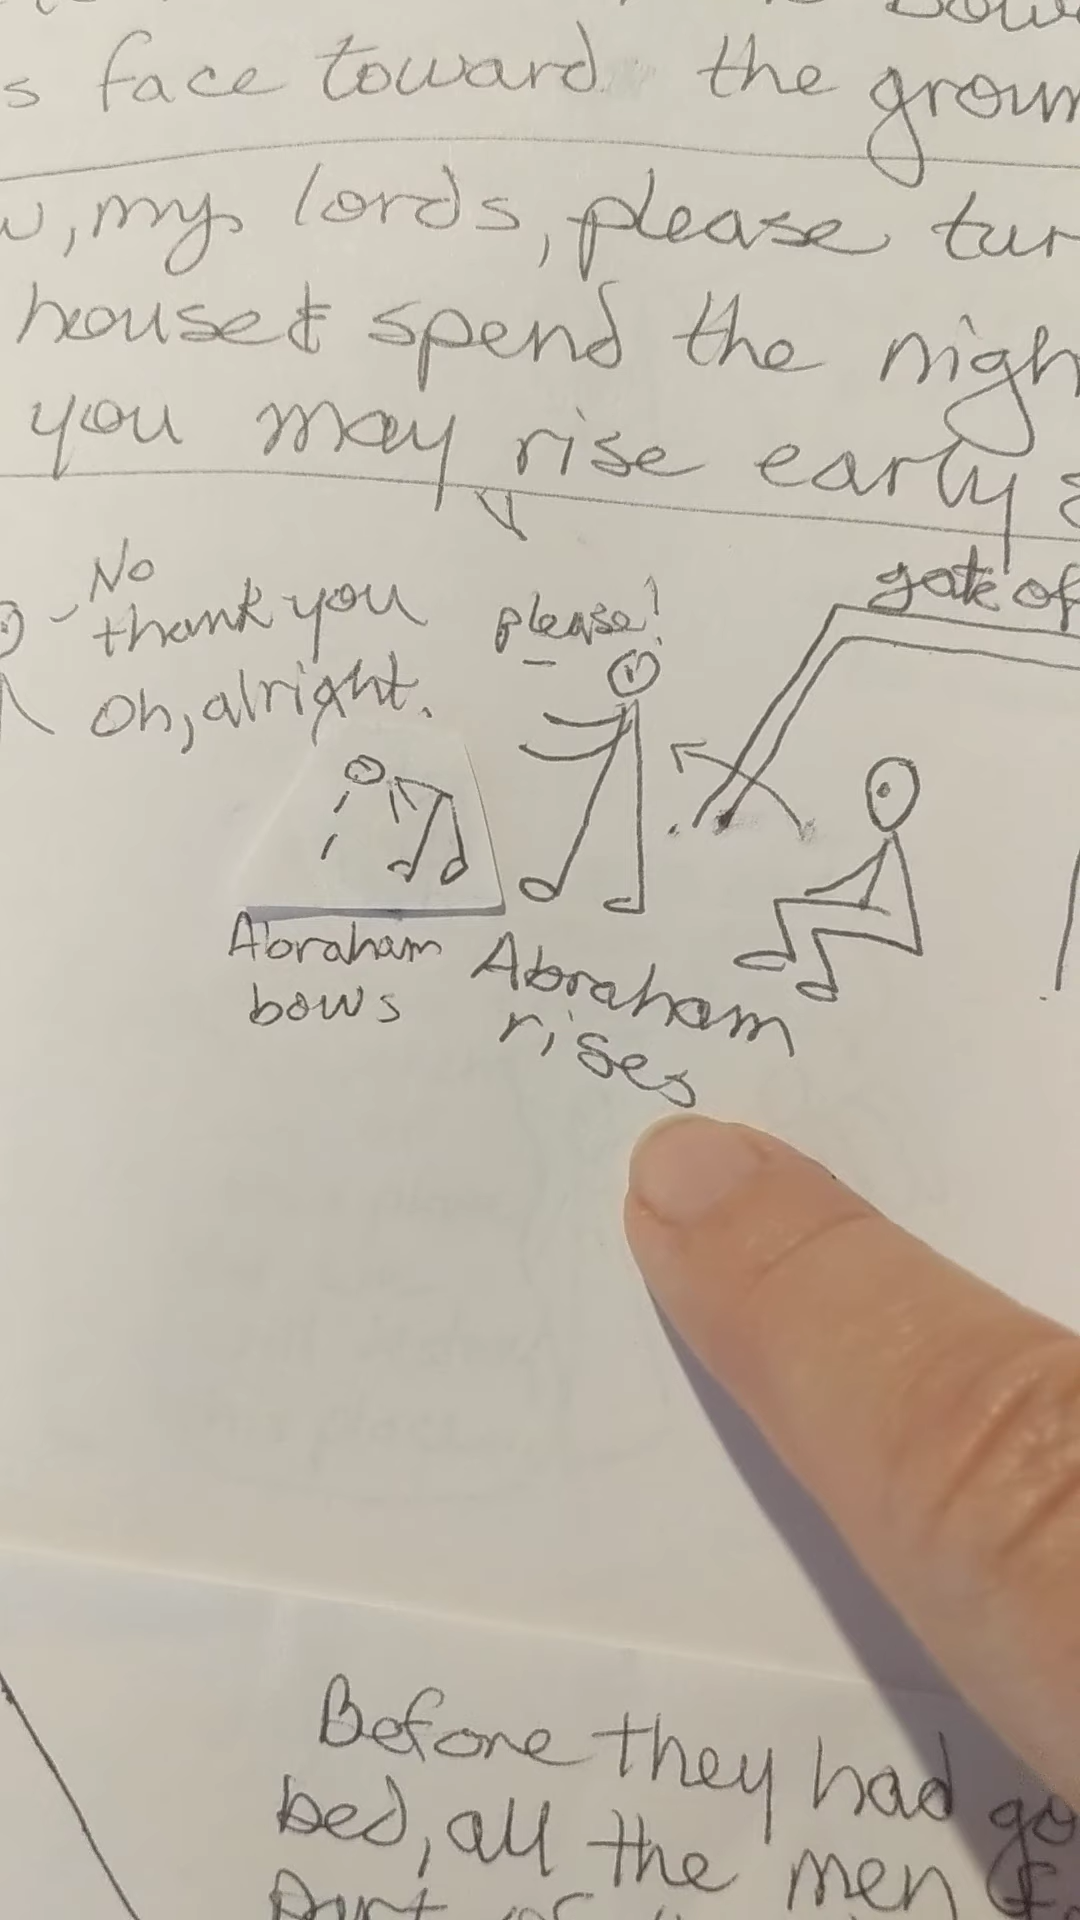 s face toward the groun
, my lords, please tur
house & spend the nigh
you may rise early
No
thank you
Oh, alright.
please!
gate of
Abraham
bows
Abraham
rises
Before they had go
bed, all the men f